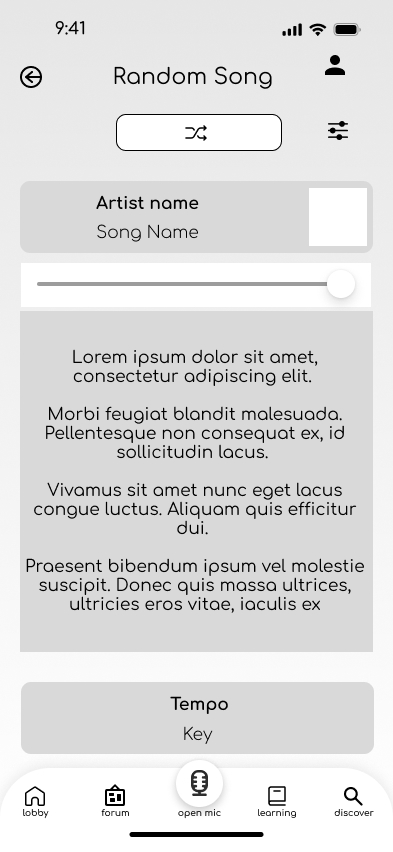 9:41
Random Song
Artist name
Song Name
Lorem ipsum dolor sit amet,
consectetur adipiscing elit.
Morbi feugiat blandit malesuada.
Pellentesque non consequat ex, id
sollicitudin lacus.
Vivamus sit amet nunc eget lacus
congue luctus. Aliquam quis efficitur
dui.
Praesent bibendum ipsum vel molestie
suscipit. Donec quis massa ultrices,
ultricies eros vitae, iaculis ex
Tempo
Key
lobby
forum
open mic
learning
discover